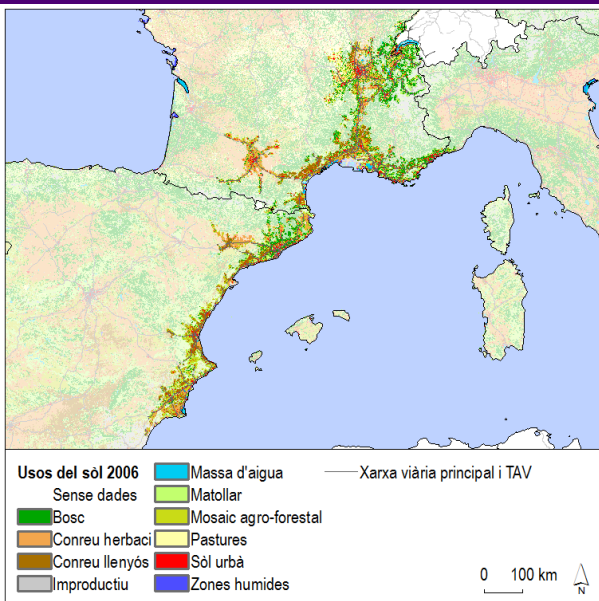 Usos del sòl 2006
Sense dades
Bosc
Conreu herbaci
Conreu llenyós
Improductiu
Massa d'aigua
Matollar
Mosaic agro-forestal
Pastures
Sòl urbà
Zones humides
Xarxa viària principal i TAV
0 100 km
N